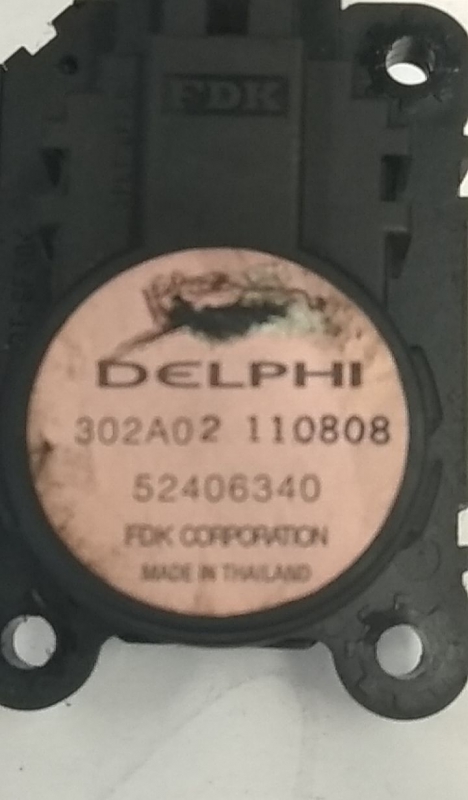 FDK
DELPHI
302A02 110808
52406340
FDK CORPORATION
MADE IN THAILAND